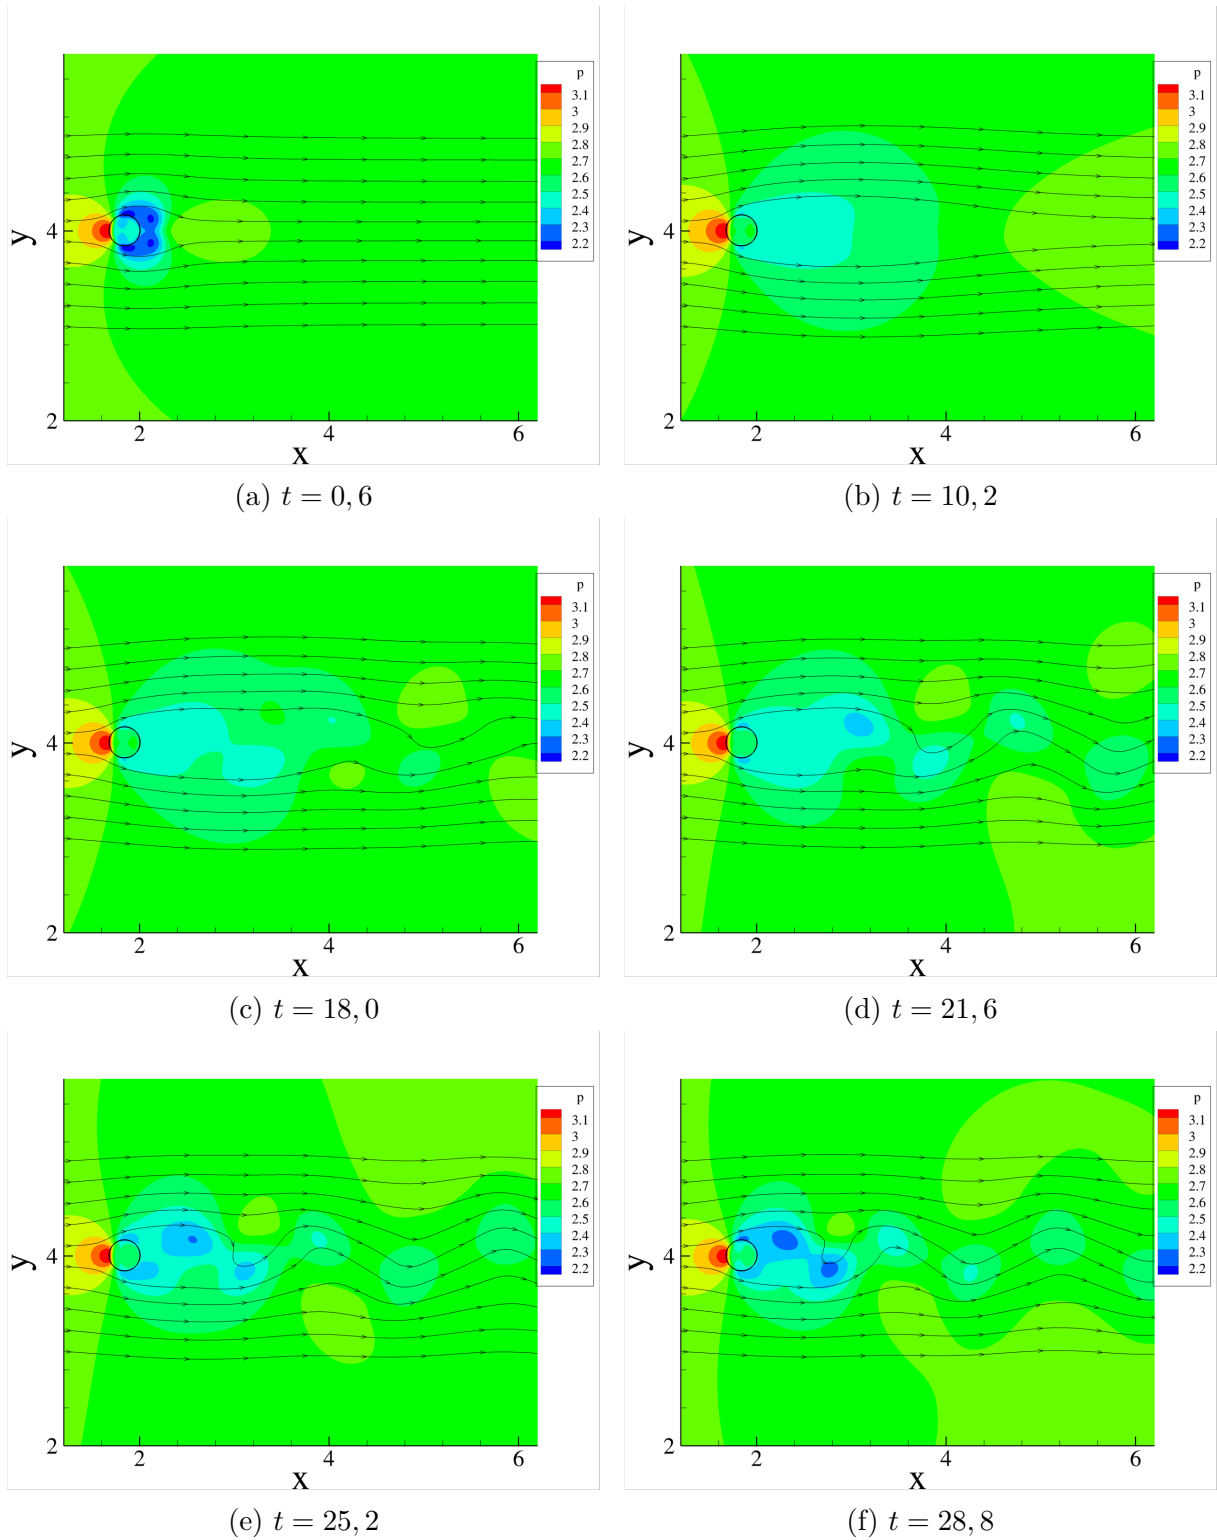 p
3.1
3
2.9
2.8
2.7
2.6
2.5
2.4
2.3
2.2
y
4
2
2 4 6
x
(a) t = 0, 6
p
3.1
3
2.9
2.8
2.7
2.6
2.5
2.4
2.3
2.2
y
4
2
2 4 6
x
(b) t = 10, 2
p
3.1
3
2.9
2.8
2.7
2.6
2.5
2.4
2.3
2.2
y
4
2
2 4 6
x
(c) t = 18, 0
p
3.1
3
2.9
2.8
2.7
2.6
2.5
2.4
2.3
2.2
y
4
2
2 4 6
x
(d) t = 21, 6
p
3.1
3
2.9
2.8
2.7
2.6
2.5
2.4
2.3
2.2
y
4
2
2 4 6
x
(e) t = 25, 2
p
3.1
3
2.9
2.8
2.7
2.6
2.5
2.4
2.3
2.2
y
4
2
2 4 6
x
(f) t = 28, 8